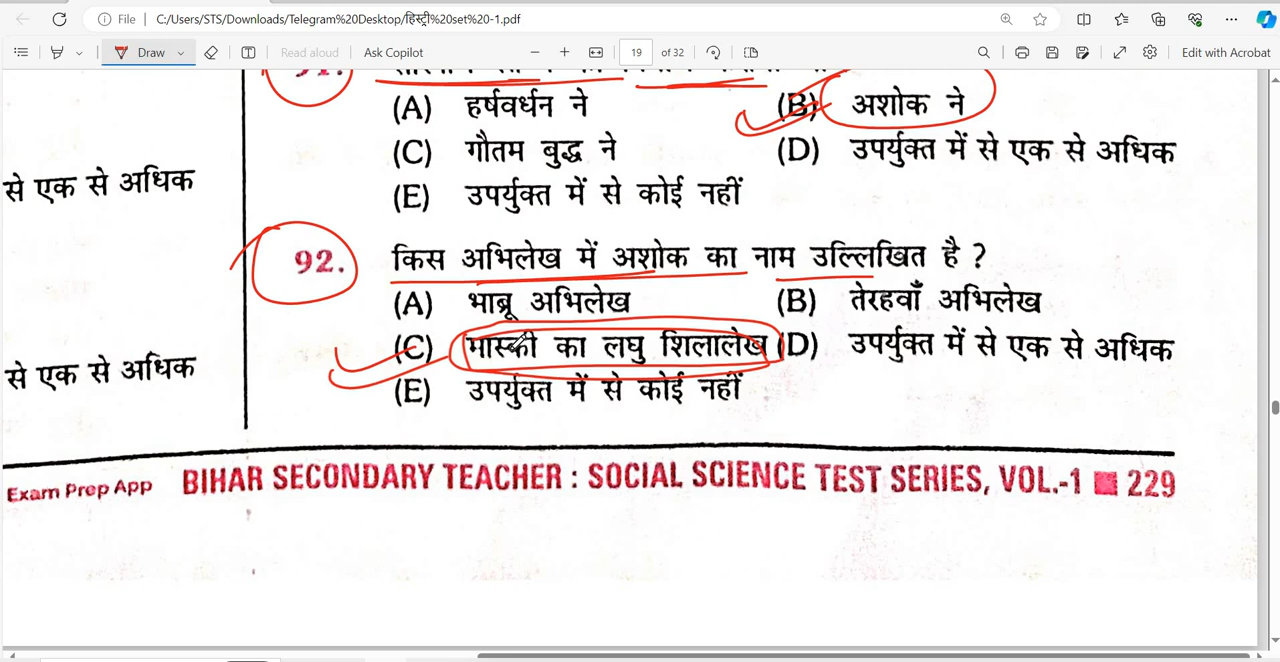 File C:/Users/STS/Downloads/Telegram%20Desktop/हिस्ट्री%20set%20-1.pdf
Draw Read aloud Ask Copilot 19 of 32 Edit with Acrobat
91.
(A) हर्षवर्धन ने (B) अशोक ने
(C) गौतम बुद्ध ने (D) उपर्युक्त में से एक से अधिक
से एक से अधिक
(E) उपर्युक्त में से कोई नहीं
92. किस अभिलेख में अशोक का नाम उल्लिखित है ?
(A) भाब्रू अभिलेख (B) तेरहवाँ अभिलेख
(C) मास्की का लघु शिलालेख (D) उपर्युक्त में से एक से अधिक
से एक से अधिक
(E) उपर्युक्त में से कोई नहीं
Exam Prep App BIHAR SECONDARY TEACHER : SOCIAL SCIENCE TEST SERIES, VOL.-1 ■ 229